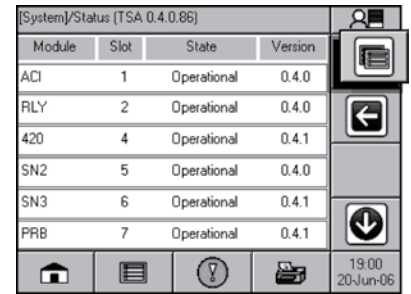 [System]/Status (TSA 0.4.0.86)
Module Slot State Version
ACI 1 Operational 0.4.0
RLY 2 Operational 0.4.0
420 4 Operational 0.4.1
SN2 5 Operational 0.4.0
SN3 6 Operational 0.4.1
PRB 7 Operational 0.4.1
19:00
20-Jun-06